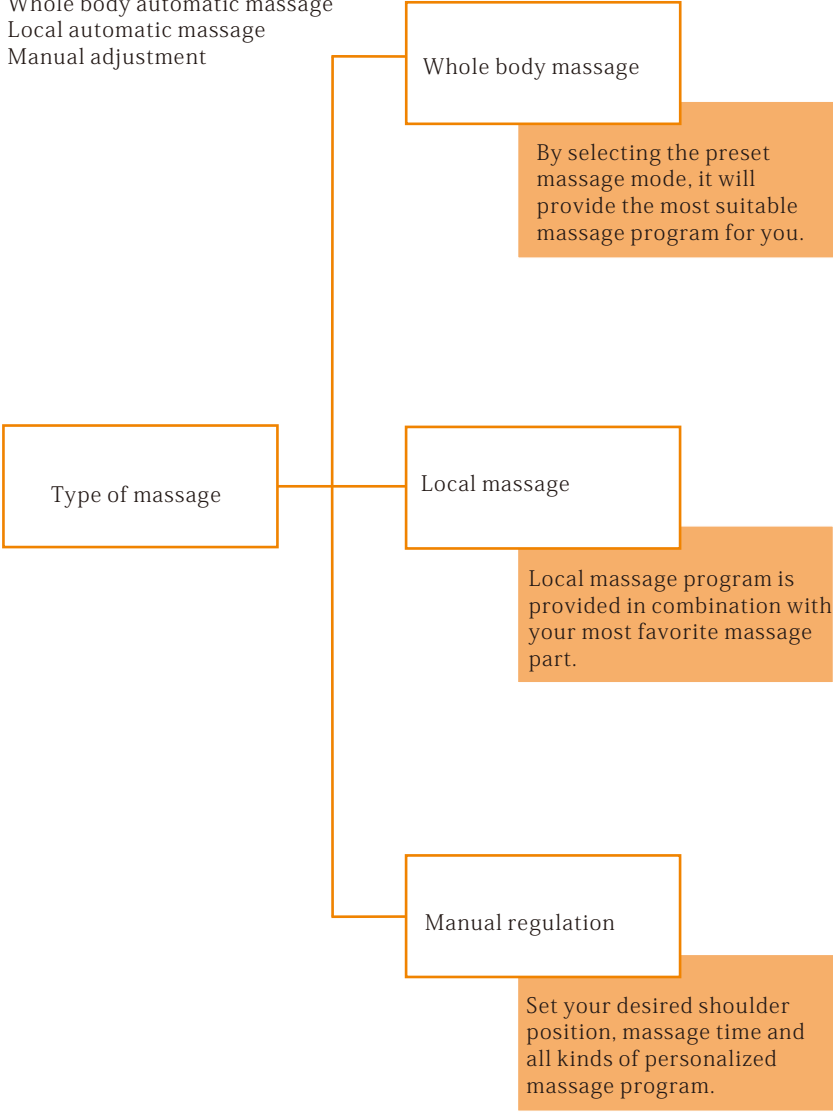 Whole body automatic massage
Local automatic massage
Manual adjustment
Whole body massage
By selecting the preset
massage mode, it will
provide the most suitable
massage program for you.
Type of massage
Local massage
Local massage program is
provided in combination with
your most favorite massage
part.
Manual regulation
Set your desired shoulder
position, massage time and
all kinds of personalized
massage program.